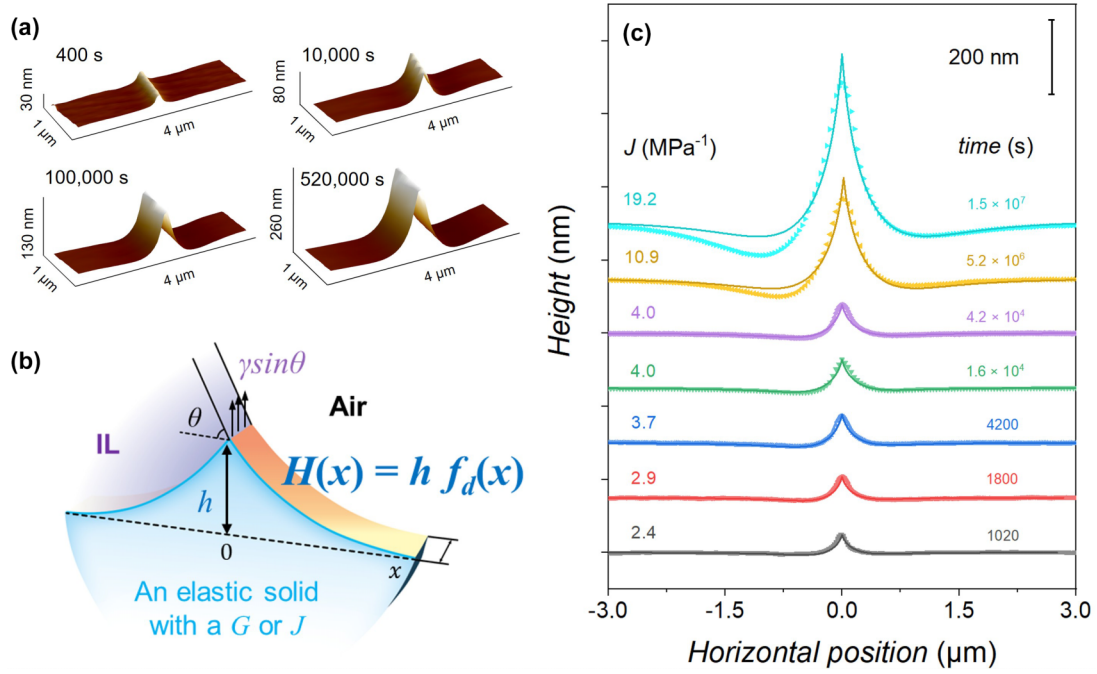 (a)
400 s
30 nm
1 µm
4 µm
10,000 s
80 nm
1 µm
4 µm
100,000 s
130 nm
1 µm
4 µm
520,000 s
260 nm
1 µm
4 µm
(b)
γsinθ
Air
θ
IL
H(x) = h f_d(x)
h
0
x
An elastic solid
with a G or J
(c)
200 nm
J (MPa⁻¹)
time (s)
19.2
1.5 × 10⁷
10.9
5.2 × 10⁶
4.0
4.2 × 10⁴
4.0
1.6 × 10⁴
3.7
4200
2.9
1800
2.4
1020
Height (nm)
-3.0
-1.5
0.0
1.5
3.0
Horizontal position (µm)